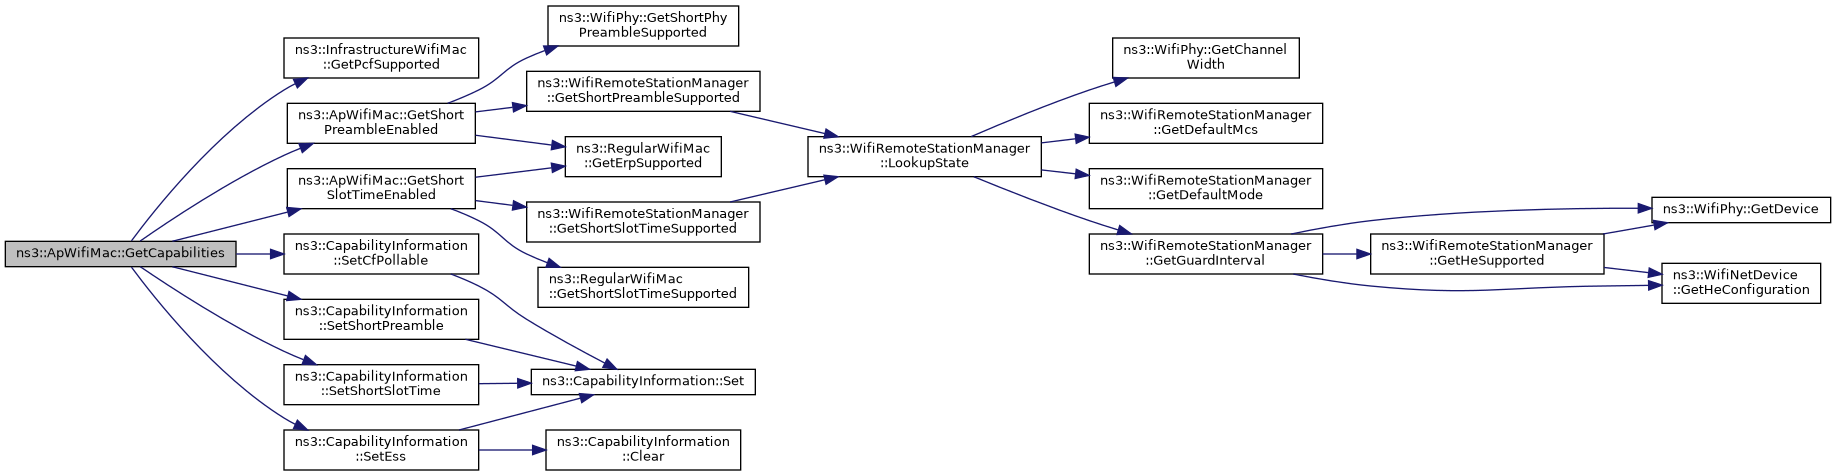 ns3::ApWifiMac::GetCapabilities
ns3::InfrastructureWifiMac
::GetPcfSupported
ns3::ApWifiMac::GetShort
PreambleEnabled
ns3::ApWifiMac::GetShort
SlotTimeEnabled
ns3::CapabilityInformation
::SetCfPollable
ns3::CapabilityInformation
::SetShortPreamble
ns3::CapabilityInformation
::SetShortSlotTime
ns3::CapabilityInformation
::SetEss
ns3::WifiPhy::GetShortPhy
PreambleSupported
ns3::WifiRemoteStationManager
::GetShortPreambleSupported
ns3::RegularWifiMac
::GetErpSupported
ns3::WifiRemoteStationManager
::GetShortSlotTimeSupported
ns3::RegularWifiMac
::GetShortSlotTimeSupported
ns3::CapabilityInformation::Set
ns3::CapabilityInformation
::Clear
ns3::WifiRemoteStationManager
::LookupState
ns3::WifiPhy::GetChannel
Width
ns3::WifiRemoteStationManager
::GetDefaultMcs
ns3::WifiRemoteStationManager
::GetDefaultMode
ns3::WifiRemoteStationManager
::GetGuardInterval
ns3::WifiRemoteStationManager
::GetHeSupported
ns3::WifiPhy::GetDevice
ns3::WifiNetDevice
::GetHeConfiguration